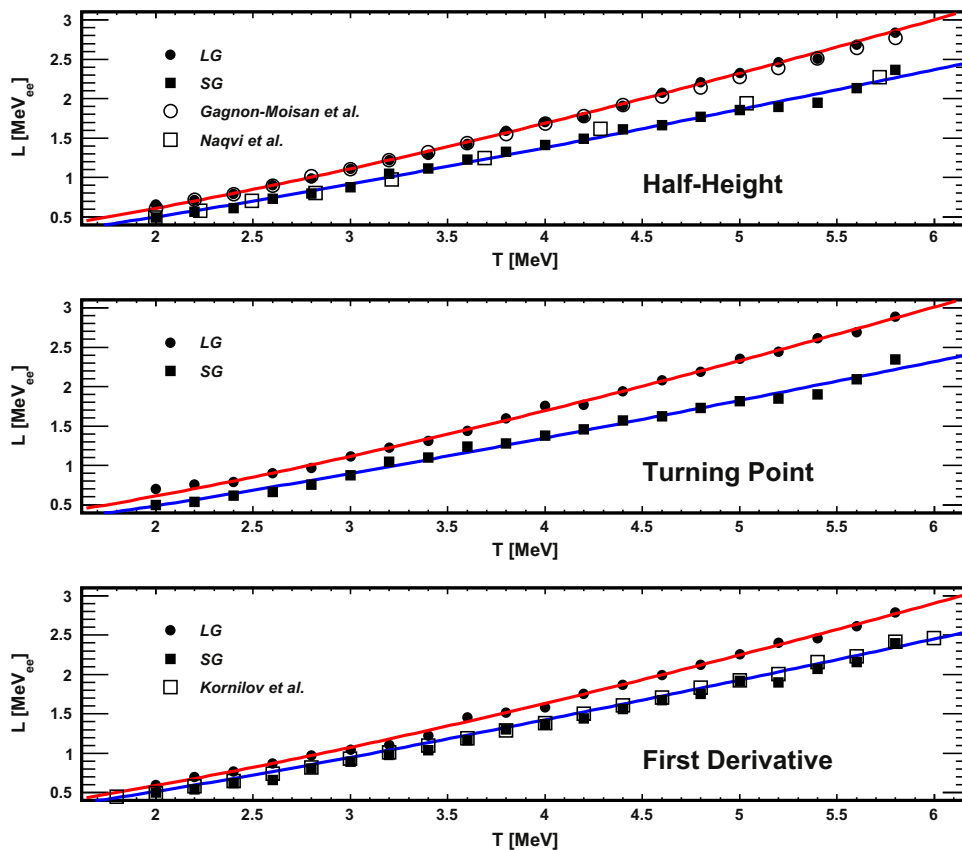 3
2.5
2
1.5
1
0.5
L [MeVee]
LG
SG
Gagnon-Moisan et al.
Naqvi et al.
Half-Height
2 2.5 3 3.5 4 4.5 5 5.5 6
T [MeV]
3
2.5
2
1.5
1
0.5
L [MeVee]
LG
SG
Turning Point
2 2.5 3 3.5 4 4.5 5 5.5 6
T [MeV]
3
2.5
2
1.5
1
0.5
L [MeVee]
LG
SG
Kornilov et al.
First Derivative
2 2.5 3 3.5 4 4.5 5 5.5 6
T [MeV]